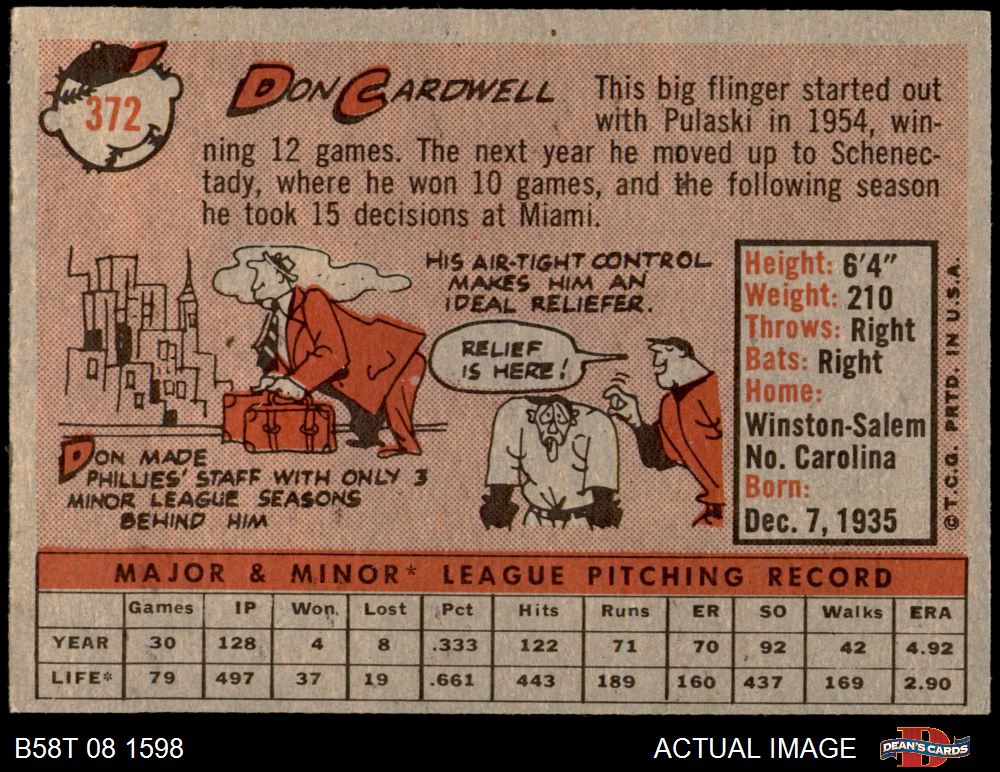 372
DON CARDWELL
This big flinger started out
with Pulaski in 1954, win-
ning 12 games. The next year he moved up to Schenec-
tady, where he won 10 games, and the following season
he took 15 decisions at Miami.
HIS AIR-TIGHT CONTROL
MAKES HIM AN
IDEAL RELIEFER.
RELIEF
IS HERE!
DON MADE
PHILLIES' STAFF WITH ONLY 3
MINOR LEAGUE SEASONS
BEHIND HIM
Height: 6'4"
Weight: 210
Throws: Right
Bats: Right
Home:
Winston-Salem
No. Carolina
Born:
Dec. 7, 1935
© T.C.G. PRTD. IN U.S.A.
MAJOR & MINOR* LEAGUE PITCHING RECORD
Games IP Won Lost Pct Hits Runs ER SO Walks ERA
YEAR 30 128 4 8 .333 122 71 70 92 42 4.92
LIFE* 79 497 37 19 .661 443 189 160 437 169 2.90
B58T 08 1598
ACTUAL IMAGE
D
DEAN'S CARDS